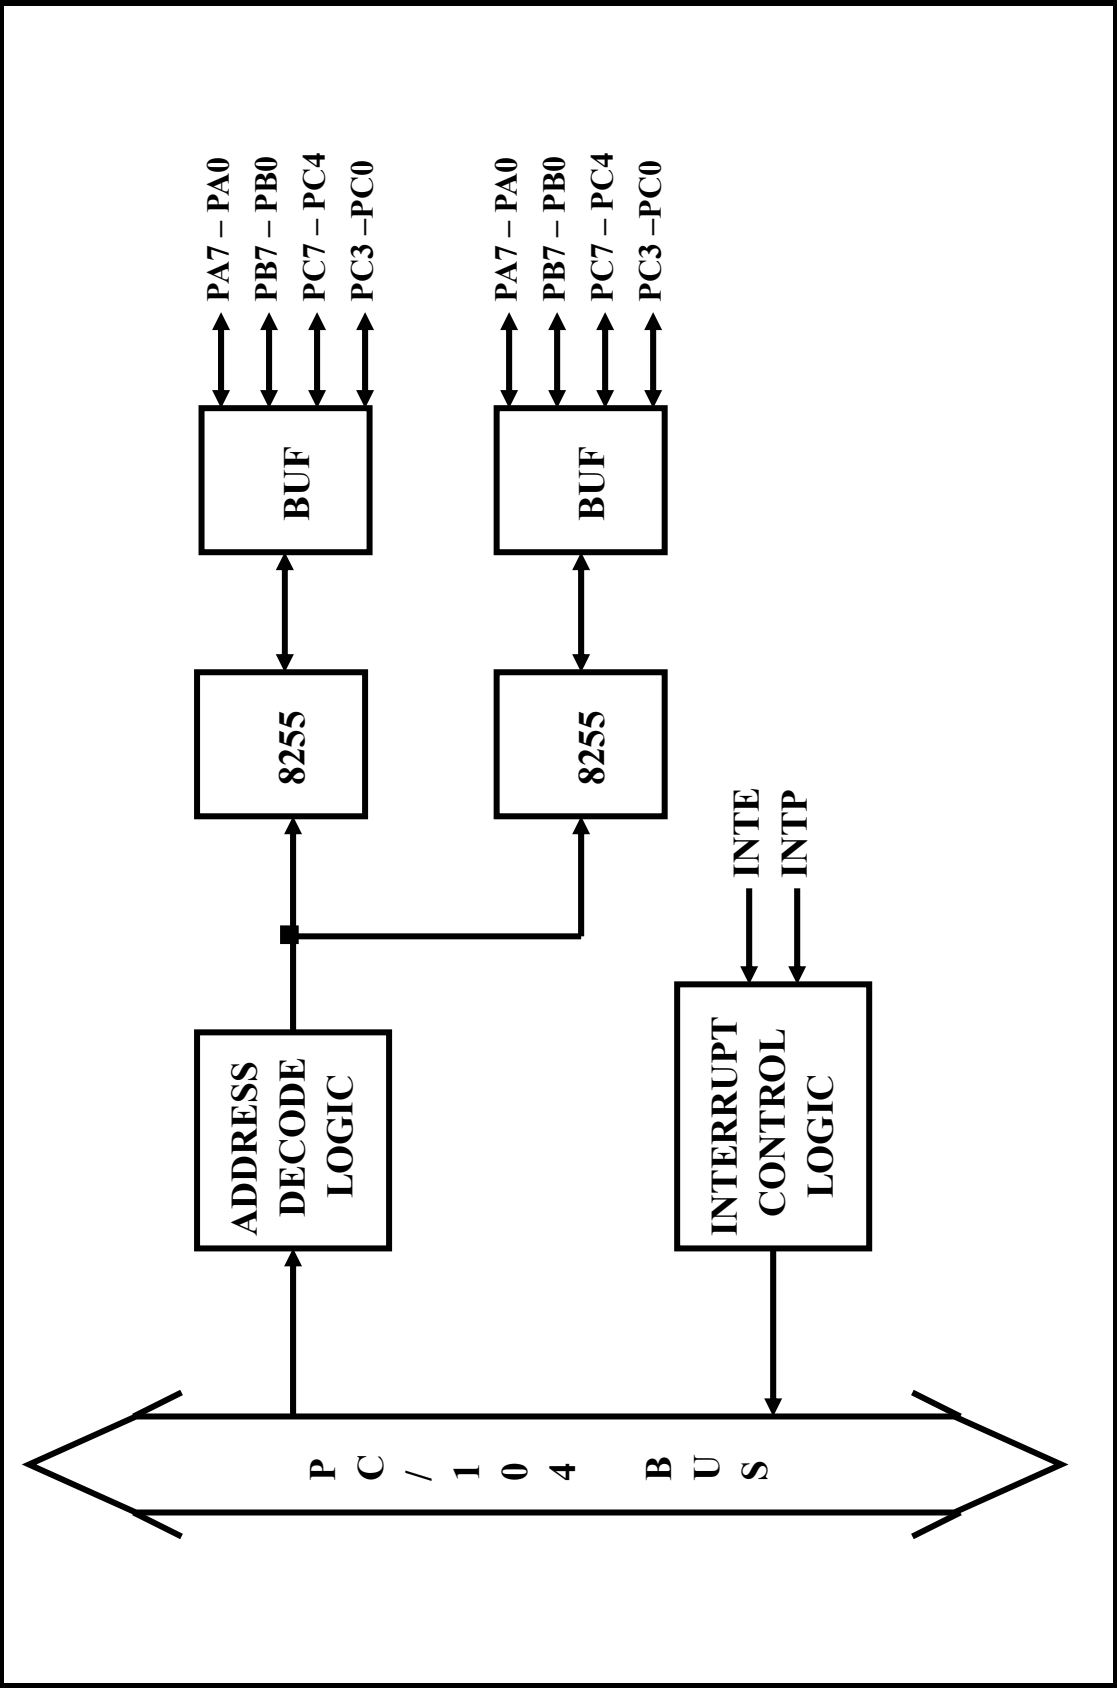 PA7 – PA0
PB7 – PB0
PC7 – PC4
PC3 –PC0
PA7 – PA0
PB7 – PB0
PC7 – PC4
PC3 –PC0
BUF
BUF
8255
8255
INTE
INTP
ADDRESS
DECODE
LOGIC
INTERRUPT
CONTROL
LOGIC
PC/104 BUS